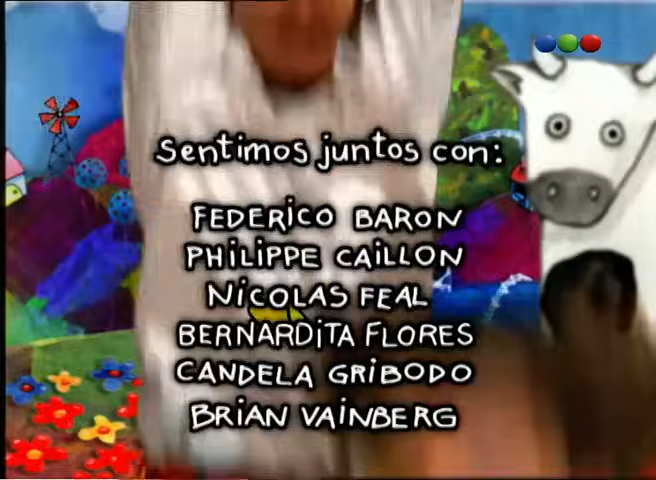 Sentimos juntos con:
FEDERICO BARON
PHILIPPE CAILLON
NICOLAS FEAL
BERNARDITA FLORES
CANDELA GRIBODO
BRIAN VAINBERG